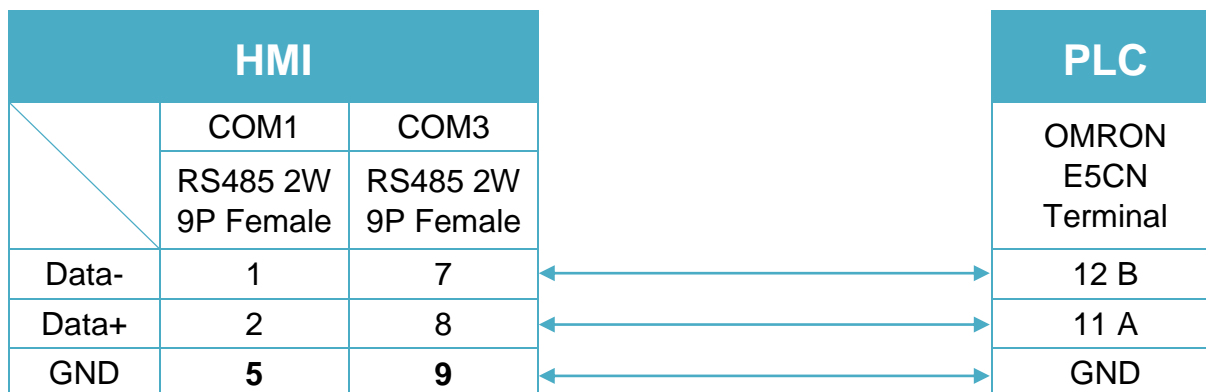 HMI
PLC
COM1 COM3
RS485 2W RS485 2W
9P Female 9P Female
OMRON
E5CN
Terminal
Data- 1 7 12 B
Data+ 2 8 11 A
GND 5 9 GND